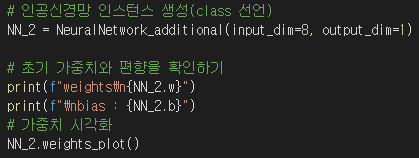 # 인공신경망 인스턴스 생성(class 선언)
NN_2 = NeuralNetwork_additional(input_dim=8, output_dim=1)
# 초기 가중치와 편향을 확인하기
print(f"weights₩n{NN_2.w}")
print(f"₩nbias : {NN_2.b}")
# 가중치 시각화
NN_2.weights_plot()